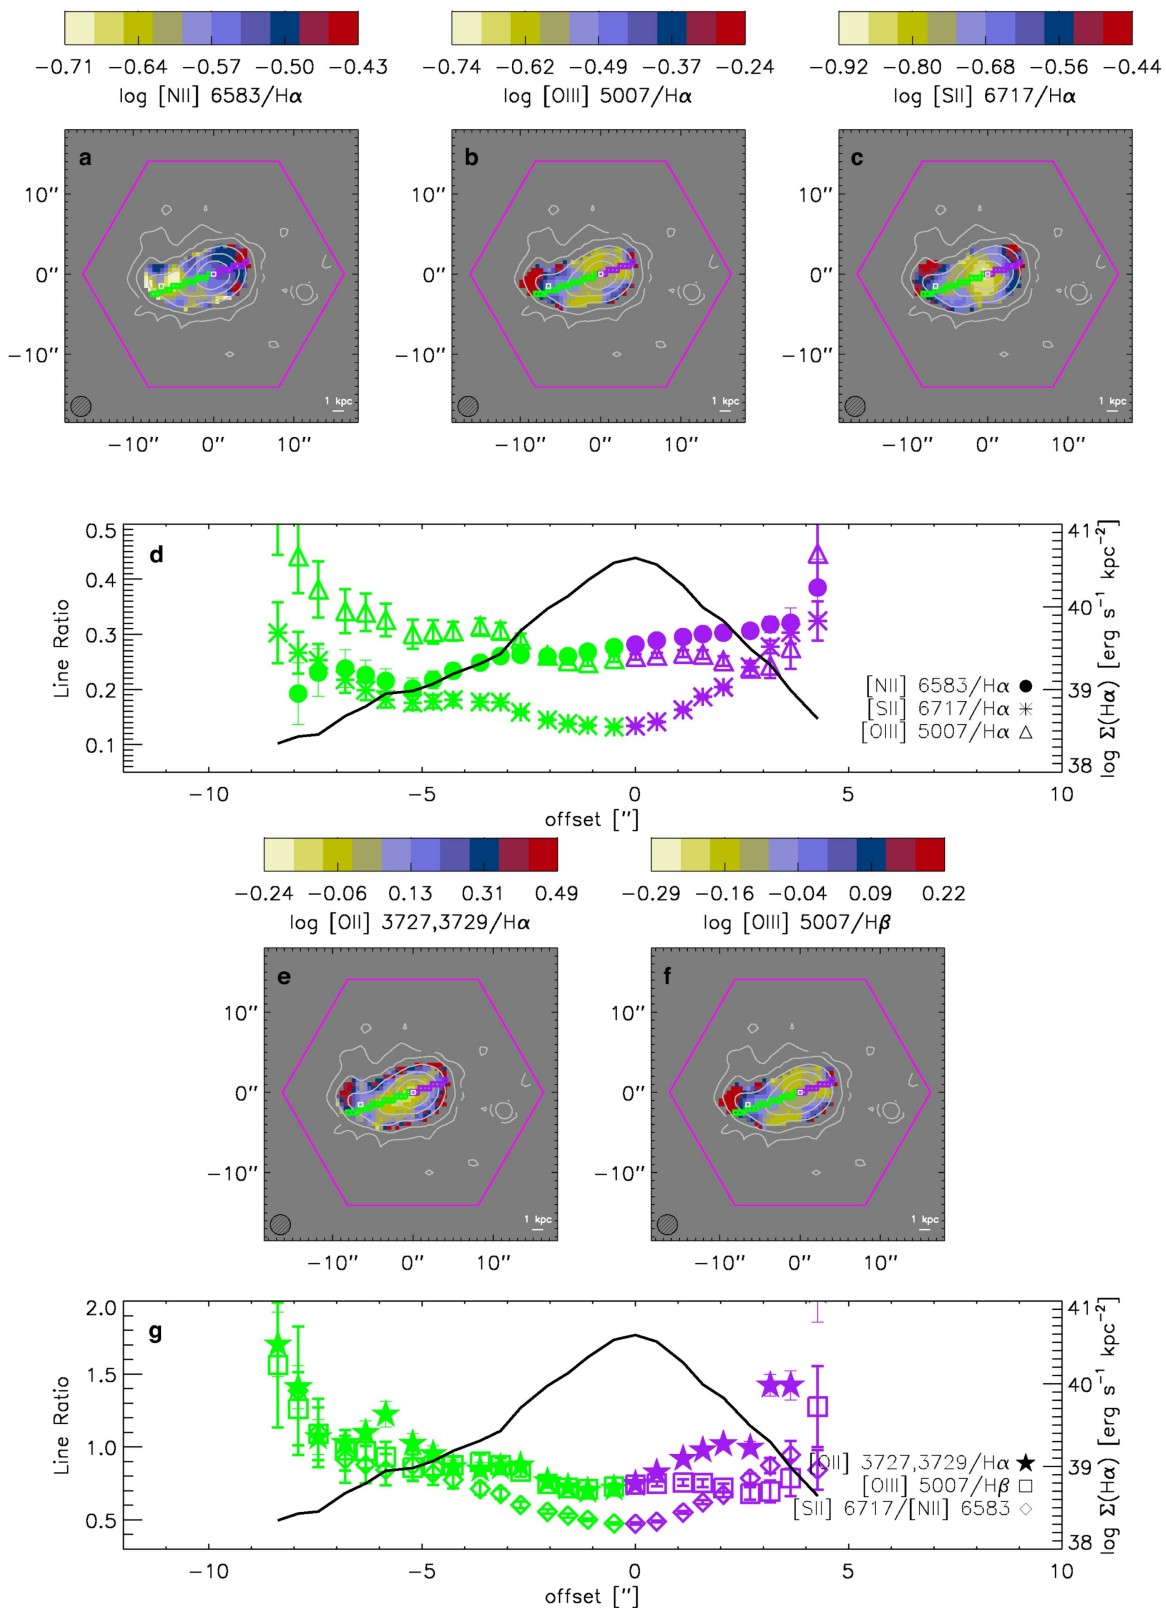 −0.71 −0.64 −0.57 −0.50 −0.43
log [NII] 6583/Hα
−0.74 −0.62 −0.49 −0.37 −0.24
log [OIII] 5007/Hα
−0.92 −0.80 −0.68 −0.56 −0.44
log [SII] 6717/Hα
a
10″
0″
−10″
1 kpc
−10″ 0″ 10″
b
10″
0″
−10″
1 kpc
−10″ 0″ 10″
c
10″
0″
−10″
1 kpc
−10″ 0″ 10″
d
Line Ratio
0.5
0.4
0.3
0.2
0.1
41
40
39
38
log Σ(Hα) [erg s⁻¹ kpc⁻²]
[NII] 6583/Hα
[SII] 6717/Hα
[OIII] 5007/Hα
−10 −5 0 5 10
offset ["]
−0.24 −0.06 0.13 0.31 0.49
log [OII] 3727,3729/Hα
−0.29 −0.16 −0.04 0.09 0.22
log [OIII] 5007/Hβ
e
10″
0″
−10″
1 kpc
−10″ 0″ 10″
f
10″
0″
−10″
1 kpc
−10″ 0″ 10″
g
Line Ratio
2.0
1.5
1.0
0.5
41
40
39
38
log Σ(Hα) [erg s⁻¹ kpc⁻²]
[OII] 3727,3729/Hα
[OIII] 5007/Hβ
[SII] 6717/[NII] 6583
−10 −5 0 5 10
offset ["]